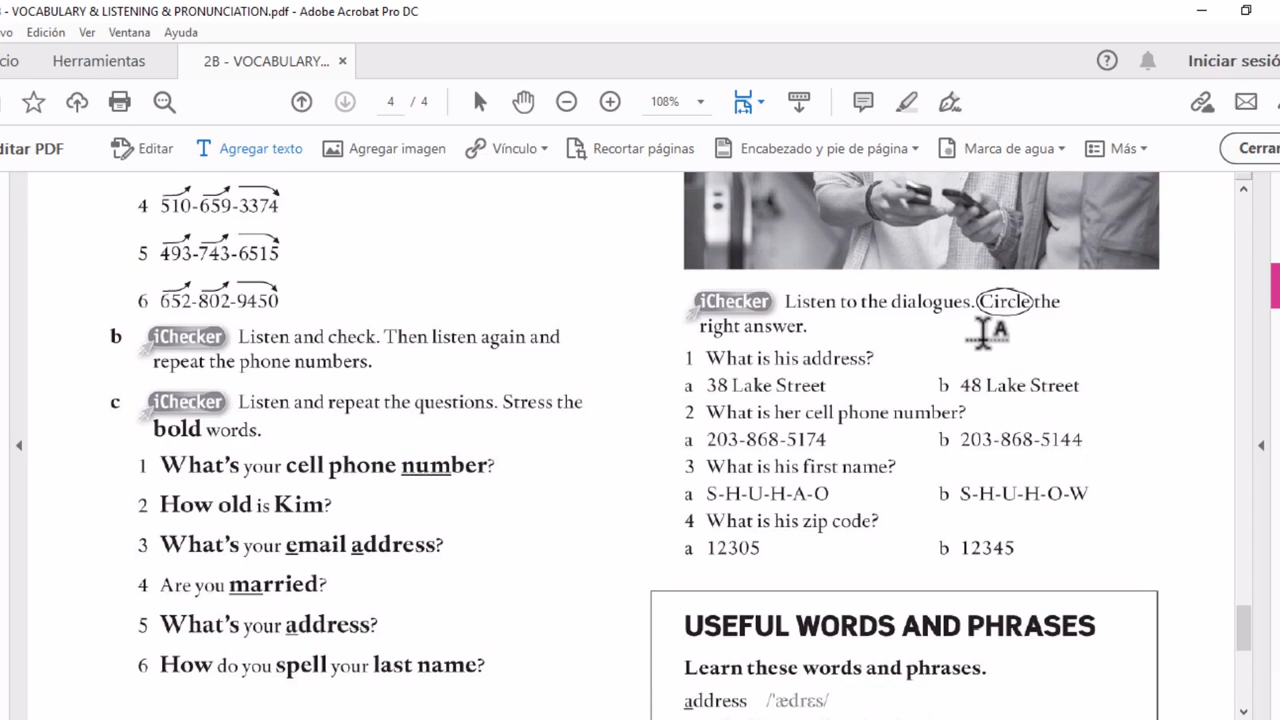 - VOCABULARY & LISTENING & PRONUNCIATION.pdf - Adobe Acrobat Pro DC
vo Edición Ver Ventana Ayuda
cio Herramientas 2B - VOCABULARY... × ? Iniciar sesió
4 / 4 108%
ditar PDF Editar Agregar texto Agregar imagen Vínculo Recortar páginas Encabezado y pie de página Marca de agua Más Cerrar
4 510-659-3374
5 493-743-6515
6 652-802-9450
b iChecker Listen and check. Then listen again and
repeat the phone numbers.
c iChecker Listen and repeat the questions. Stress the
bold words.
1 What's your cell phone number?
2 How old is Kim?
3 What's your email address?
4 Are you married?
5 What's your address?
6 How do you spell your last name?
iChecker Listen to the dialogues. Circle the
right answer.
1 What is his address?
a 38 Lake Street b 48 Lake Street
2 What is her cell phone number?
a 203-868-5174 b 203-868-5144
3 What is his first name?
a S-H-U-H-A-O b S-H-U-H-O-W
4 What is his zip code?
a 12305 b 12345
USEFUL WORDS AND PHRASES
Learn these words and phrases.
address /ˈædrɛs/